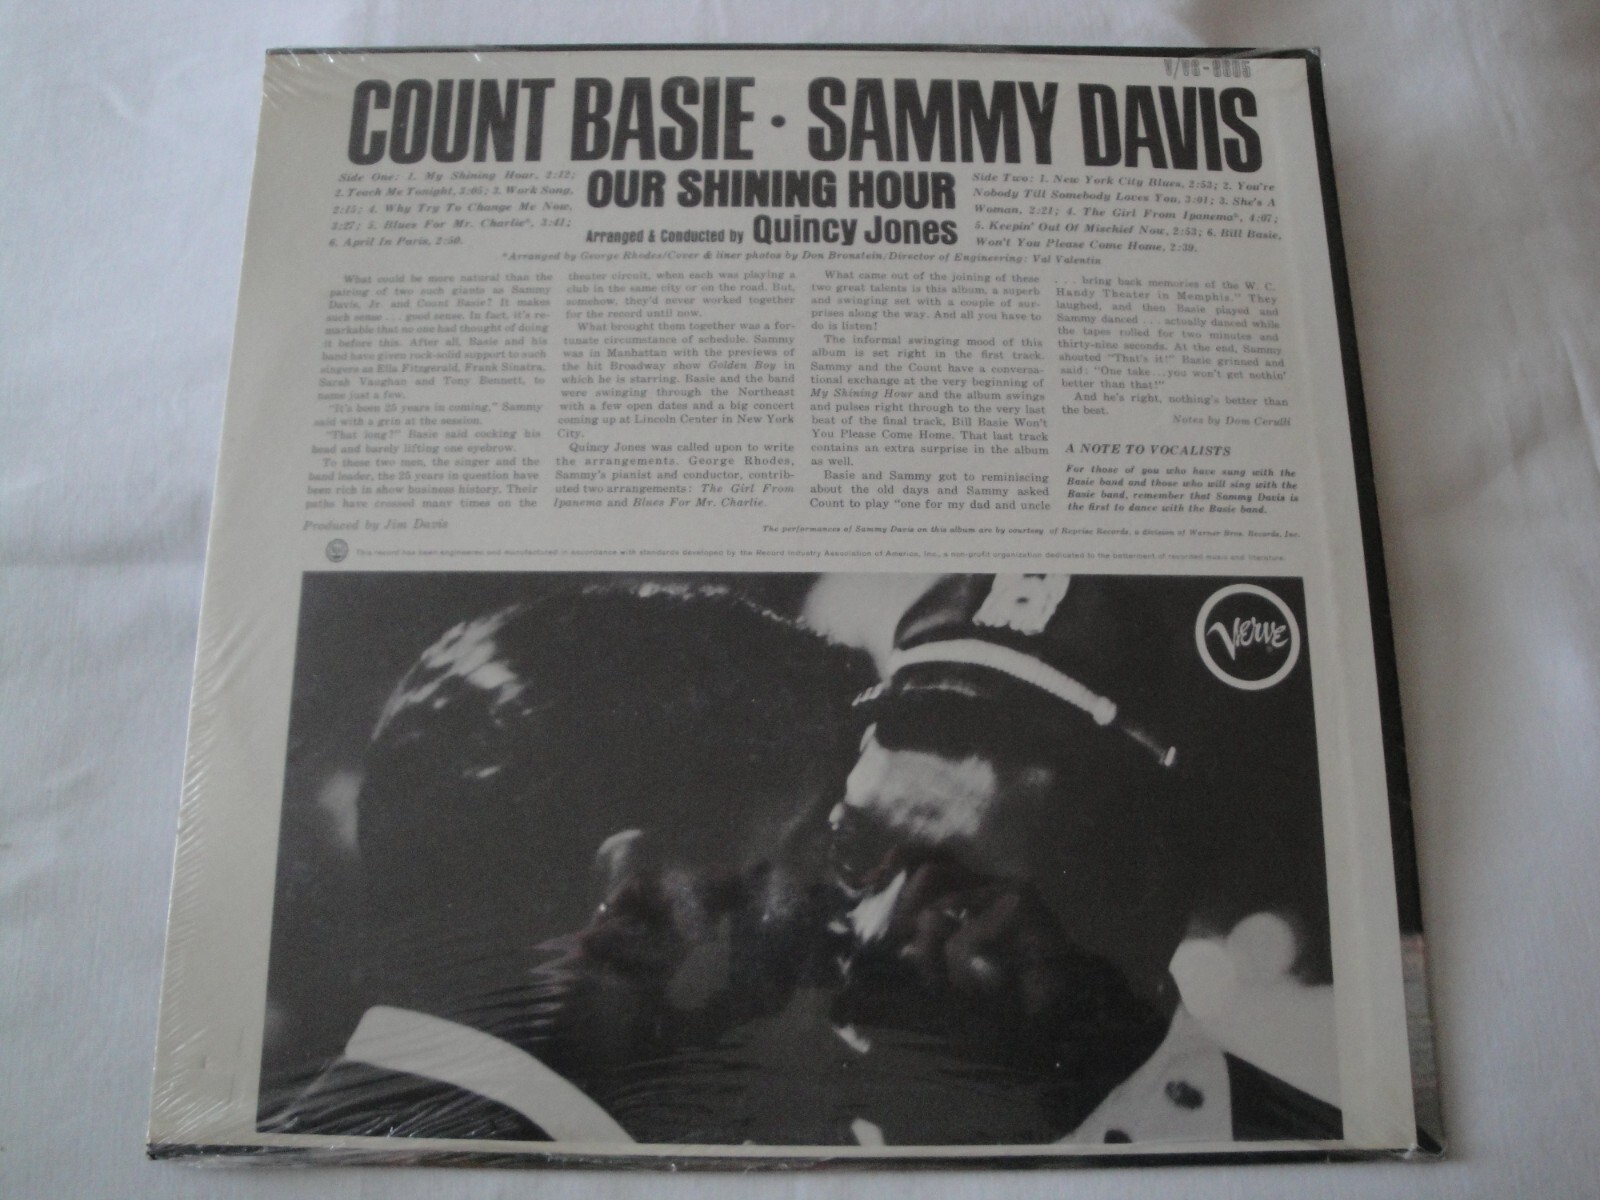 V/V6-8605
COUNT BASIE · SAMMY DAVIS
Side One: 1. My Shining Hour, 2:12;
2. Teach Me Tonight, 3:05; 3. Work Song,
2:15; 4. Why Try To Change Me Now,
3:27; 5. Blues For Mr. Charlie*, 3:41;
6. April In Paris, 2:50.
OUR SHINING HOUR
Arranged & Conducted by Quincy Jones
Side Two: 1. New York City Blues, 2:53; 2. You're
Nobody Till Somebody Loves You, 3:01; 3. She's A
Woman, 2:21; 4. The Girl From Ipanema*, 4:07;
5. Keepin' Out Of Mischief Now, 2:53; 6. Bill Basie,
Won't You Please Come Home, 2:39.
*Arranged by George Rhodes/Cover & liner photos by Don Bronstein/Director of Engineering: Val Valentin
What could be more natural than the
pairing of two such giants as Sammy
Davis, Jr. and Count Basie? It makes
such sense . . . good sense. In fact, it's re-
markable that no one had thought of doing
it before this. After all, Basie and his
band have given rock-solid support to such
singers as Ella Fitzgerald, Frank Sinatra,
Sarah Vaughan and Tony Bennett, to
name just a few.
"It's been 25 years in coming," Sammy
said with a grin at the session.
"That long?" Basie said cocking his
head and barely lifting one eyebrow.
To these two men, the singer and the
band leader, the 25 years in question have
been rich in show business history. Their
paths have crossed many times on the
theater circuit, when each was playing a
club in the same city or on the road. But,
somehow, they'd never worked together
for the record until now.
What brought them together was a for-
tunate circumstance of schedule. Sammy
was in Manhattan with the previews of
the hit Broadway show Golden Boy in
which he is starring. Basie and the band
were swinging through the Northeast
with a few open dates and a big concert
coming up at Lincoln Center in New York
City.
Quincy Jones was called upon to write
the arrangements. George Rhodes,
Sammy's pianist and conductor, contrib-
uted two arrangements: The Girl From
Ipanema and Blues For Mr. Charlie.
What came out of the joining of these
two great talents is this album, a superb
and swinging set with a couple of sur-
prises along the way. And all you have to
do is listen!
The informal swinging mood of this
album is set right in the first track.
Sammy and the Count have a conversa-
tional exchange at the very beginning of
My Shining Hour and the album swings
and pulses right through to the very last
beat of the final track, Bill Basie Won't
You Please Come Home. That last track
contains an extra surprise in the album
as well.
Basie and Sammy got to reminiscing
about the old days and Sammy asked
Count to play "one for my dad and uncle
. . . bring back memories of the W. C.
Handy Theater in Memphis." They
laughed, and then Basie played and
Sammy danced . . . actually danced while
the tapes rolled for two minutes and
thirty-nine seconds. At the end, Sammy
shouted "That's it!" Basie grinned and
said: "One take . . . you won't get nothin'
better than that!"
And he's right, nothing's better than
the best.
Notes by Dom Cerulli
A NOTE TO VOCALISTS
For those of you who have sung with the
Basie band and those who will sing with the
Basie band, remember that Sammy Davis is
the first to dance with the Basie band.
Produced by Jim Davis
The performances of Sammy Davis on this album are by courtesy of Reprise Records, a division of Warner Bros. Records, Inc.
This record has been engineered and manufactured in accordance with standards developed by the Record Industry Association of America, Inc., a non-profit organization dedicated to the betterment of recorded music and literature.
Verve